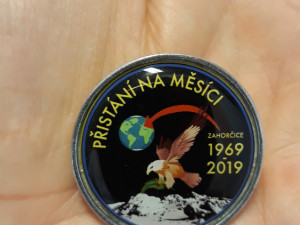 PŘISTÁNÍ NA MĚSÍCI
ZAHORČICE
1969
-
2019